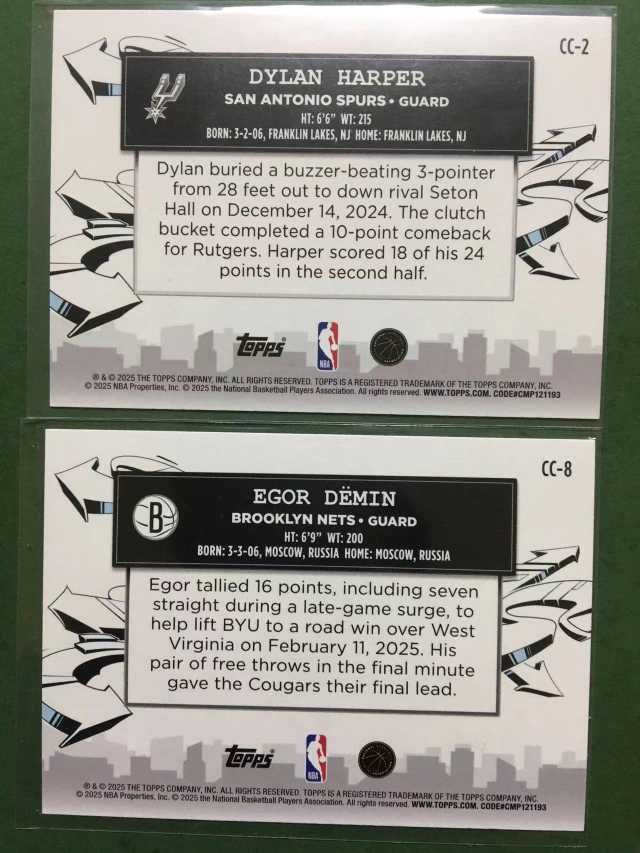 CC-2
DYLAN HARPER
SAN ANTONIO SPURS • GUARD
HT: 6'6" WT: 215
BORN: 3-2-06, FRANKLIN LAKES, NJ HOME: FRANKLIN LAKES, NJ
Dylan buried a buzzer-beating 3-pointer
from 28 feet out to down rival Seton
Hall on December 14, 2024. The clutch
bucket completed a 10-point comeback
for Rutgers. Harper scored 18 of his 24
points in the second half.
Topps
NBA
® & © 2025 THE TOPPS COMPANY, INC. ALL RIGHTS RESERVED. TOPPS IS A REGISTERED TRADEMARK OF THE TOPPS COMPANY, INC.
© 2025 NBA Properties, Inc. © 2025 the National Basketball Players Association. All rights reserved. WWW.TOPPS.COM. CODE#CMP121193
CC-8
B
EGOR DËMIN
BROOKLYN NETS • GUARD
HT: 6'9" WT: 200
BORN: 3-3-06, MOSCOW, RUSSIA HOME: MOSCOW, RUSSIA
Egor tallied 16 points, including seven
straight during a late-game surge, to
help lift BYU to a road win over West
Virginia on February 11, 2025. His
pair of free throws in the final minute
gave the Cougars their final lead.
Topps
NBA
® & © 2025 THE TOPPS COMPANY, INC. ALL RIGHTS RESERVED. TOPPS IS A REGISTERED TRADEMARK OF THE TOPPS COMPANY, INC.
© 2025 NBA Properties, Inc. © 2025 the National Basketball Players Association. All rights reserved. WWW.TOPPS.COM. CODE#CMP121193